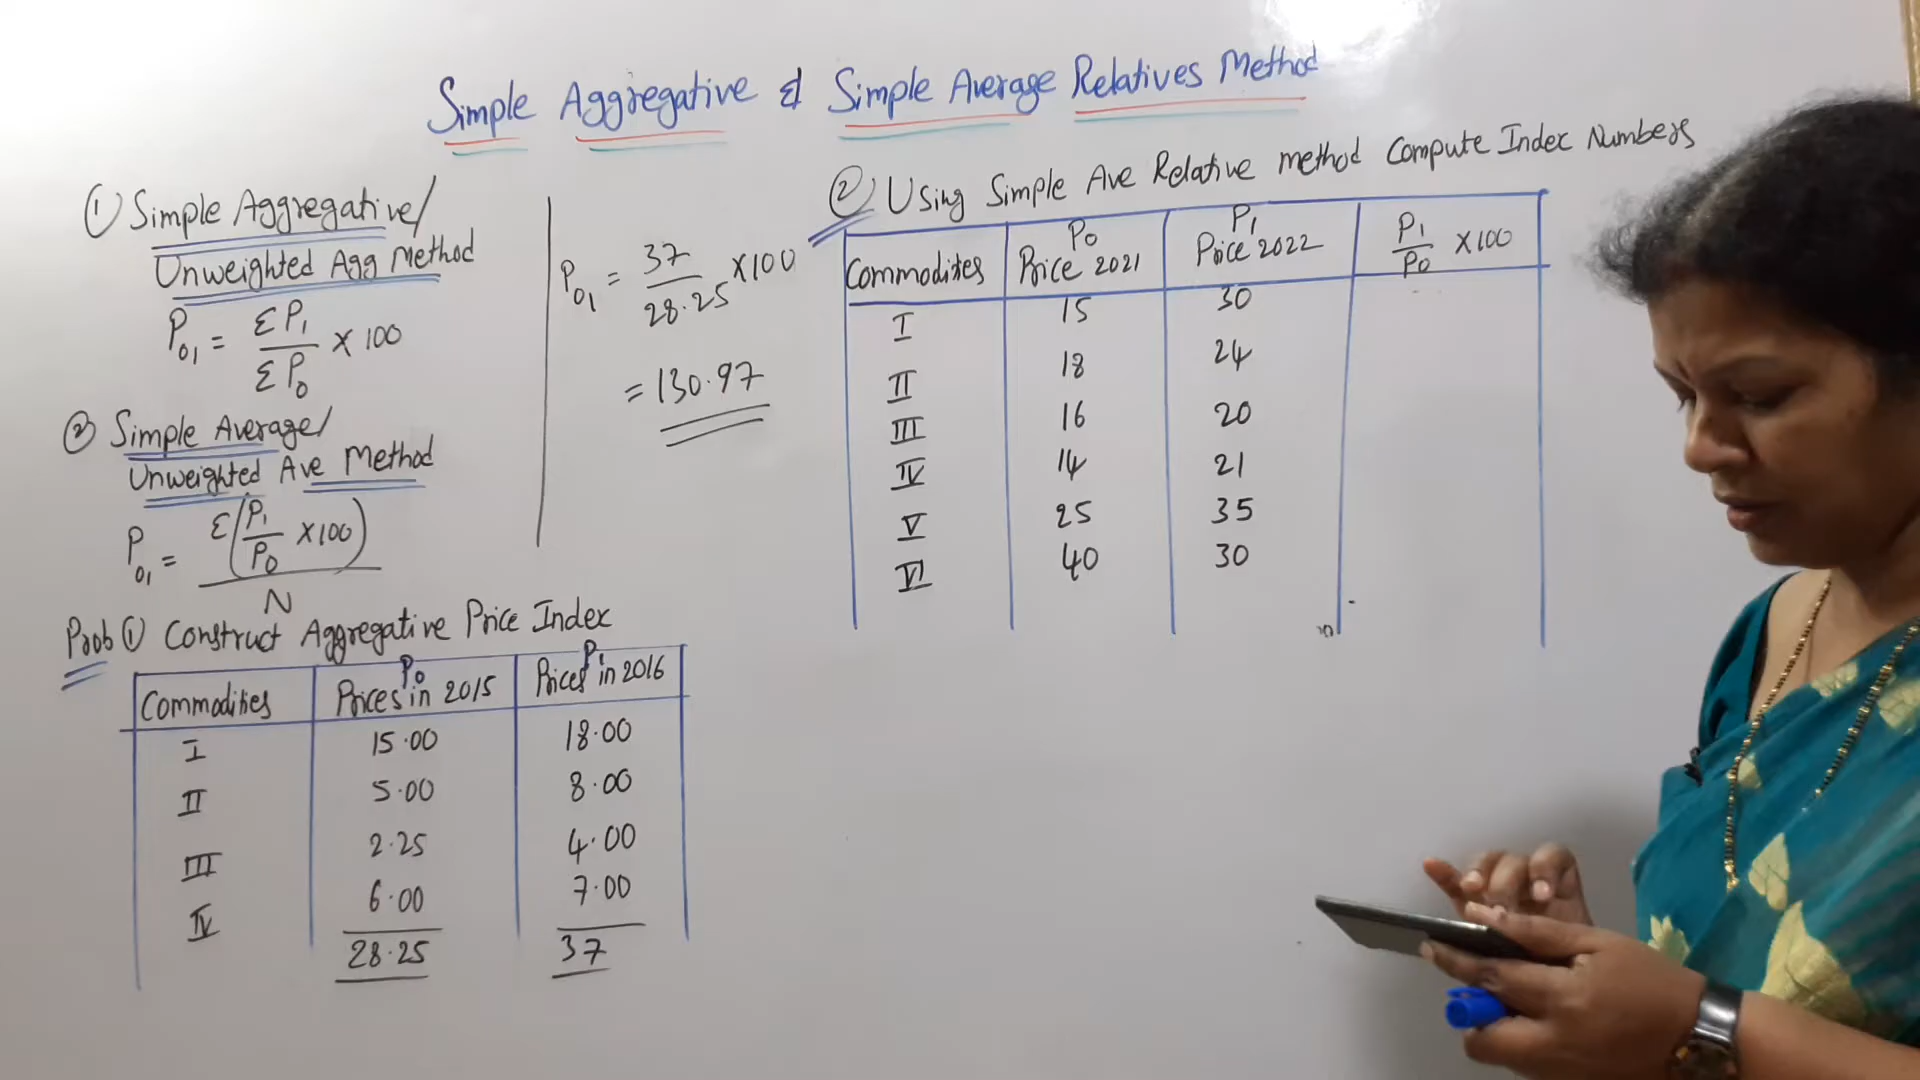 Simple Aggregative & Simple Average Relatives Method
① Simple Aggregative/
Unweighted Agg Method
P01 = ΣP1 / ΣP0 × 100
② Simple Average/
Unweighted Ave Method
P01 = Σ(P1/P0 × 100) / N
P01 = 37 / 28.25 × 100
= 130.97
Prob ① Construct Aggregative Price Index
Commodities | P0 Prices in 2015 | P1 Prices in 2016
I | 15.00 | 18.00
II | 5.00 | 8.00
III | 2.25 | 4.00
IV | 6.00 | 7.00
28.25 | 37
② Using Simple Ave Relative method Compute Index Numbers
Commodities | P0 Price 2021 | P1 Price 2022 | P1/P0 × 100
I | 15 | 30
II | 18 | 24
III | 16 | 20
IV | 14 | 21
V | 25 | 35
VI | 40 | 30